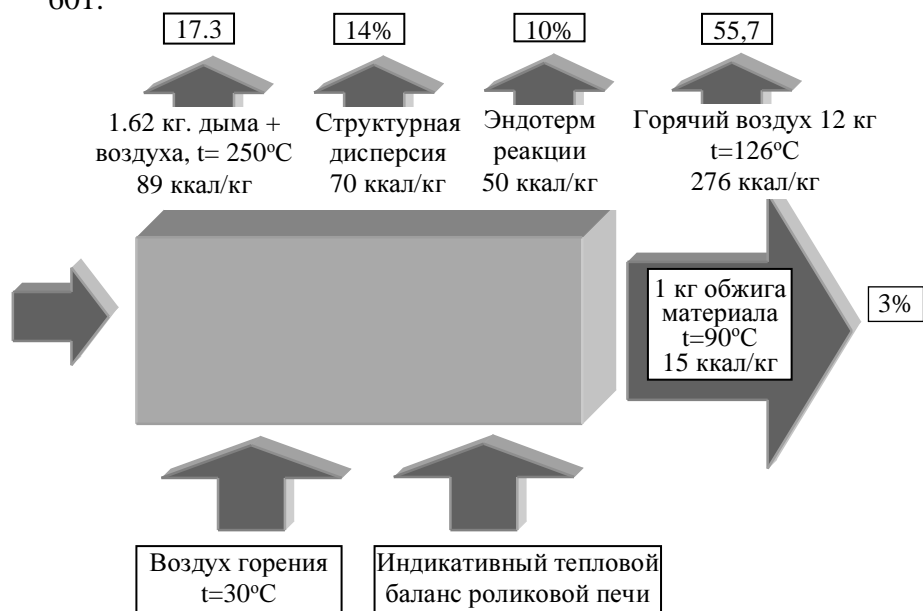 601.
17.3
14%
10%
55,7
1.62 кг. дыма +
воздуха, t= 250ºC
89 ккал/кг
Структурная
дисперсия
70 ккал/кг
Эндотерм
реакции
50 ккал/кг
Горячий воздух 12 кг
t=126ºC
276 ккал/кг
1 кг обжига
материала
t=90ºC
15 ккал/кг
3%
Воздух горения
t=30ºC
Индикативный тепловой
баланс роликовой печи